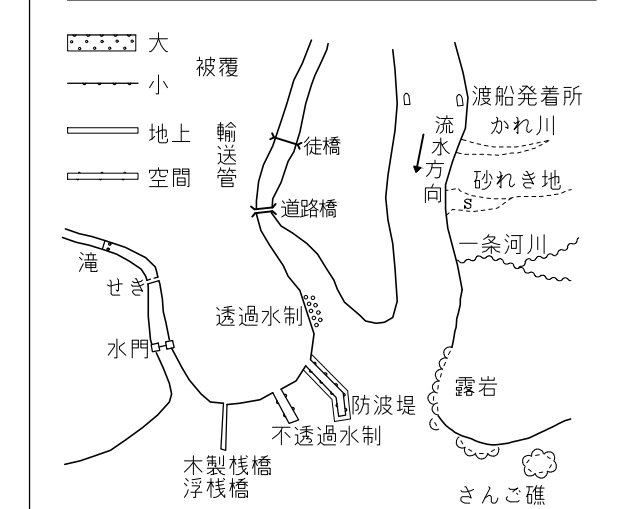 大
被覆
小
地上
空間
輸送管
徒橋
道路橋
渡船発着所
かれ川
流水方向
砂れき地
s
一条河川
滝
せき
水門
透過水制
露岩
防波堤
不透過水制
木製桟橋
浮桟橋
さんご礁